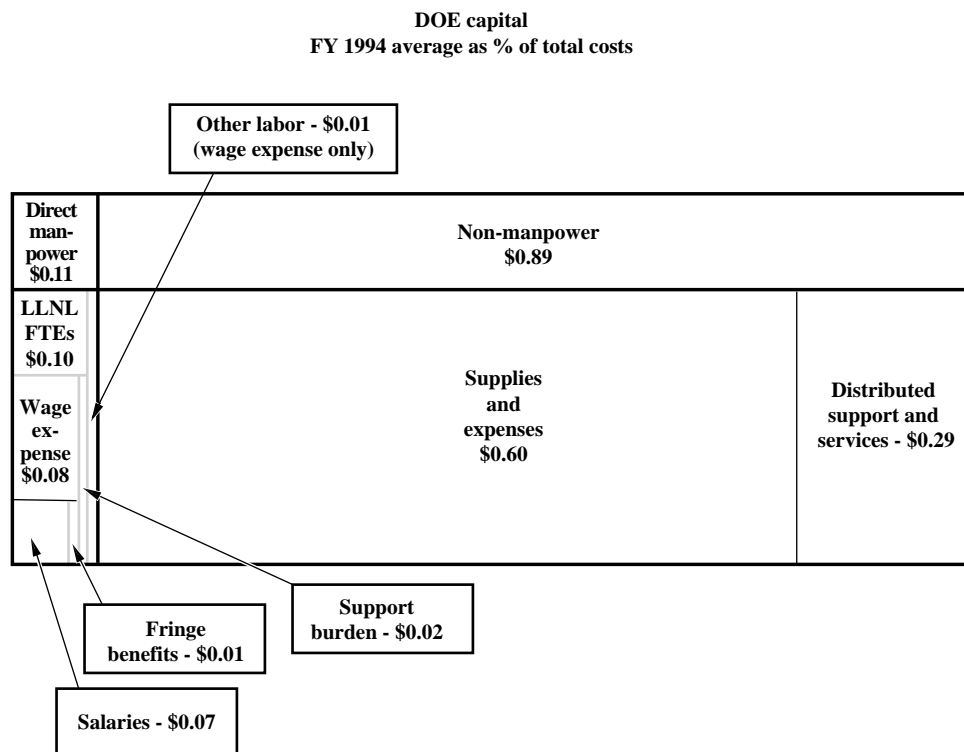 DOE capital
FY 1994 average as % of total costs
Other labor - $0.01
(wage expense only)
Direct
man-
power
$0.11
Non-manpower
$0.89
LLNL
FTEs
$0.10
Wage
ex-
pense
$0.08
Supplies
and
expenses
$0.60
Distributed
support and
services - $0.29
Support
burden - $0.02
Fringe
benefits - $0.01
Salaries - $0.07